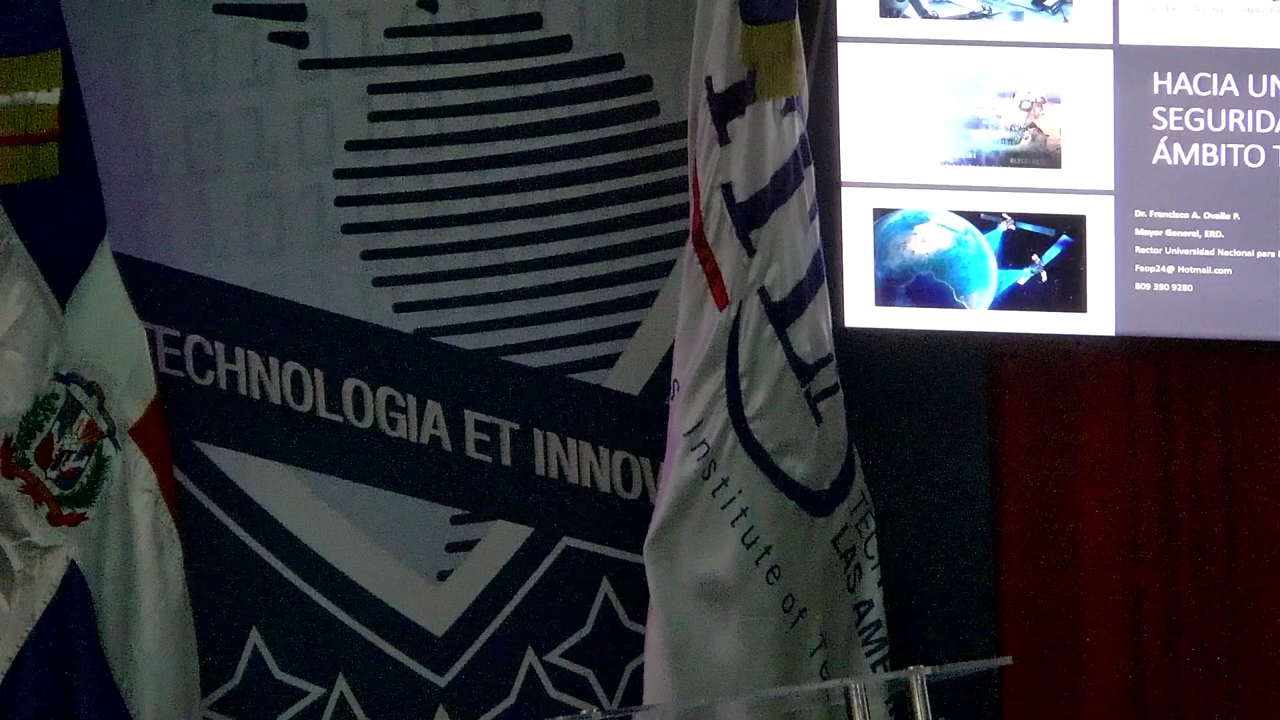 HACIA UN
SEGURIDA
ÁMBITO T
Dr. Francisco A. Ovalle P.
Mayor General, ERD.
Rector Universidad Nacional para
Faop24@ Hotmail.com
809 390 9280
TECHNOLOGIA ET INNOV
Institute of Te
TECN
LAS AME